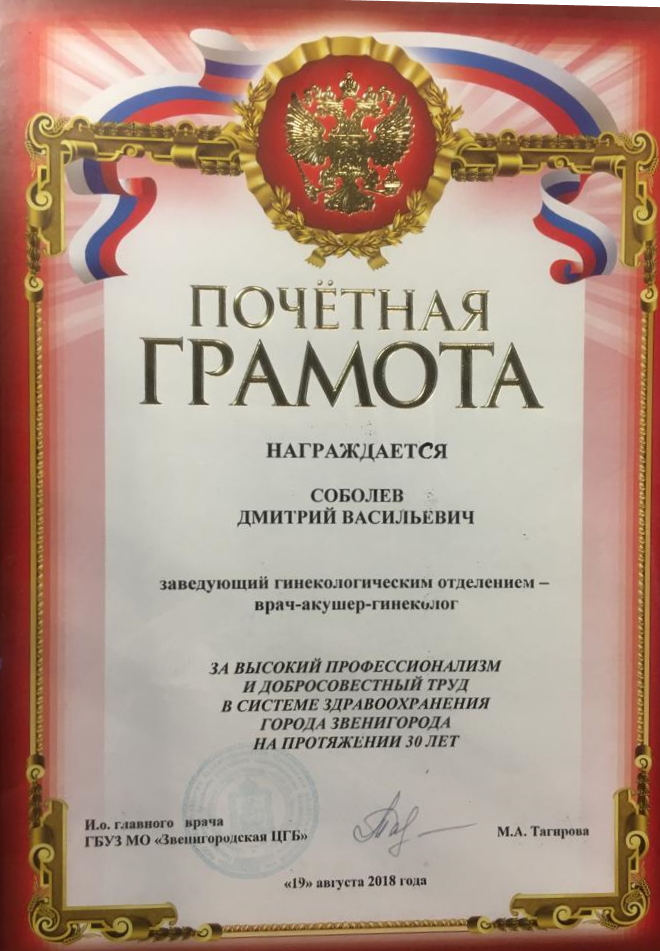 ПОЧЁТНАЯ
ГРАМОТА
НАГРАЖДАЕТСЯ
СОБОЛЕВ
ДМИТРИЙ ВАСИЛЬЕВИЧ
заведующий гинекологическим отделением –
врач-акушер-гинеколог
ЗА ВЫСОКИЙ ПРОФЕССИОНАЛИЗМ
И ДОБРОСОВЕСТНЫЙ ТРУД
В СИСТЕМЕ ЗДРАВООХРАНЕНИЯ
ГОРОДА ЗВЕНИГОРОДА
НА ПРОТЯЖЕНИИ 30 ЛЕТ
И.о. главного врача
ГБУЗ МО «Звенигородская ЦГБ»
М.А. Тагирова
«19» августа 2018 года